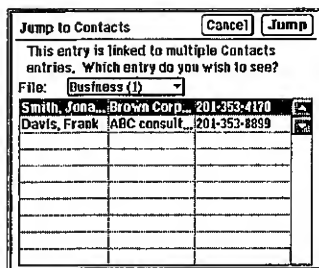 Jump to Contacts Cancel Jump
This entry is linked to multiple Contacts
entries. Which entry do you wish to see?
File: Business (1)
Smith, Jona... Brown Corp... 201-353-4170
Davis, Frank ABC consult... 201-353-8899